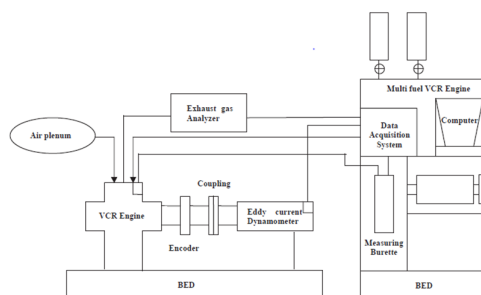 Multi fuel VCR Engine
Exhaust gas
Analyzer
Data
Acquisition
System
Computer
Air plenum
Coupling
VCR Engine
Eddy current
Dynamometer
Encoder
Measuring
Burette
BED
BED